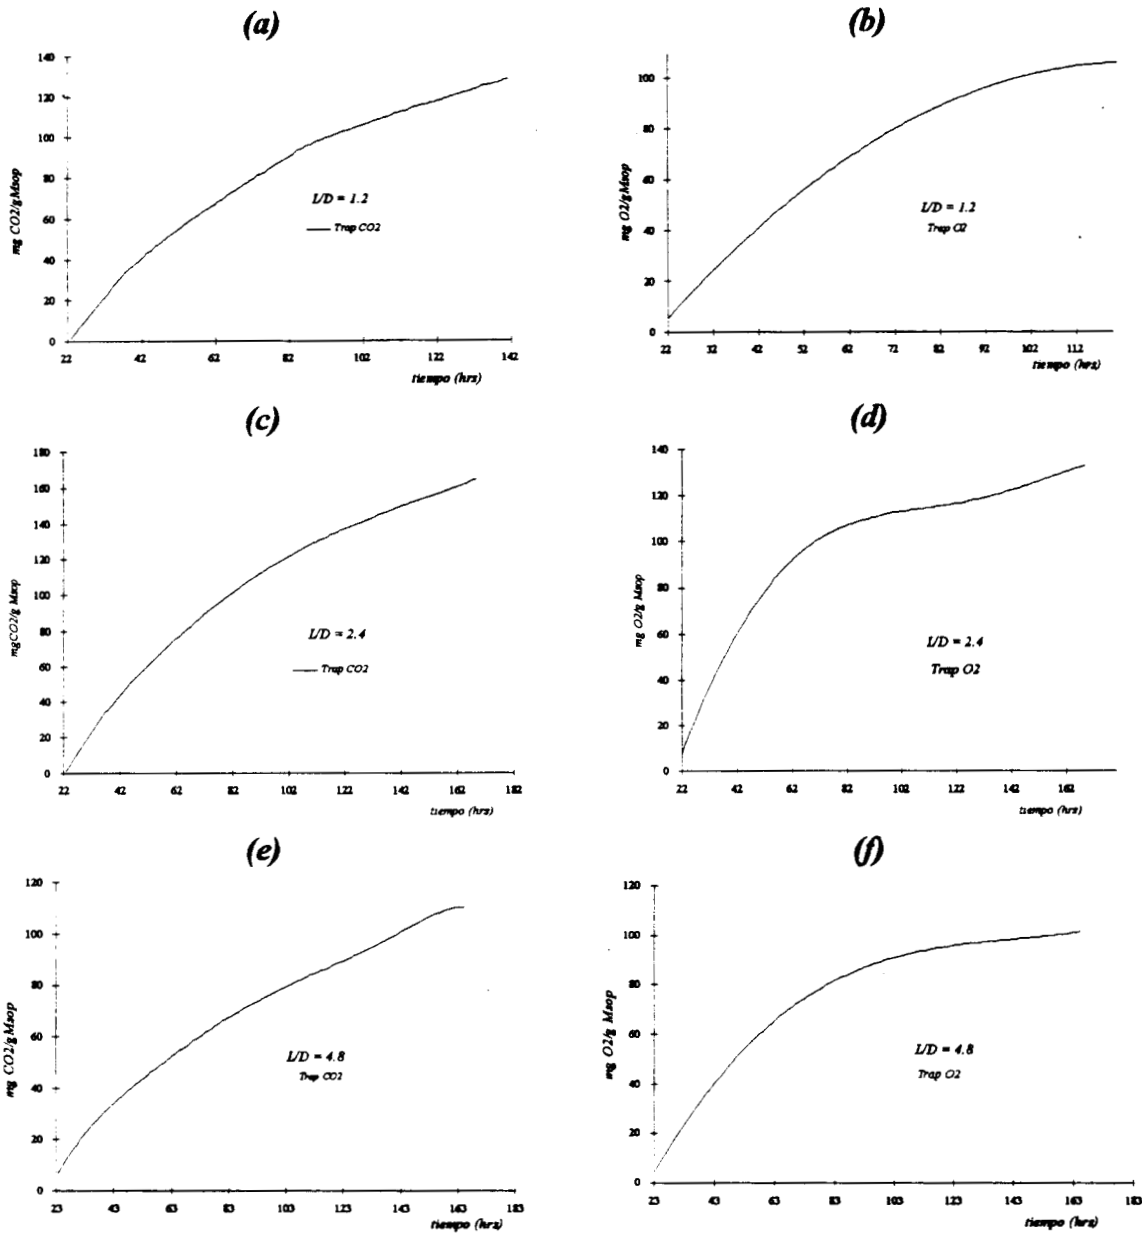 (a)
140
120
100
80
60
40
20
0
mg CO2/gMsop
L/D = 1.2
Trap CO2
22 42 62 82 102 122 142
tiempo (hrs)
(b)
100
80
60
40
20
0
mg O2/gMsop
L/D = 1.2
Trap O2
22 32 42 52 62 72 82 92 102 112
tiempo (hrs)
(c)
180
160
140
120
100
80
60
40
20
0
mgCO2/g Msop
L/D = 2.4
Trap CO2
22 42 62 82 102 122 142 162 182
tiempo (hrs)
(d)
140
120
100
80
60
40
20
0
mg O2/g Msop
L/D = 2.4
Trap O2
22 42 62 82 102 122 142 162
tiempo (hrs)
(e)
120
100
80
60
40
20
0
mg CO2/gMsop
L/D = 4.8
Trap CO2
23 43 63 83 103 123 143 163 183
tiempo (hrs)
(f)
120
100
80
60
40
20
0
mg O2/g Msop
L/D = 4.8
Trap O2
23 43 63 83 103 123 143 163 183
tiempo (hrs)